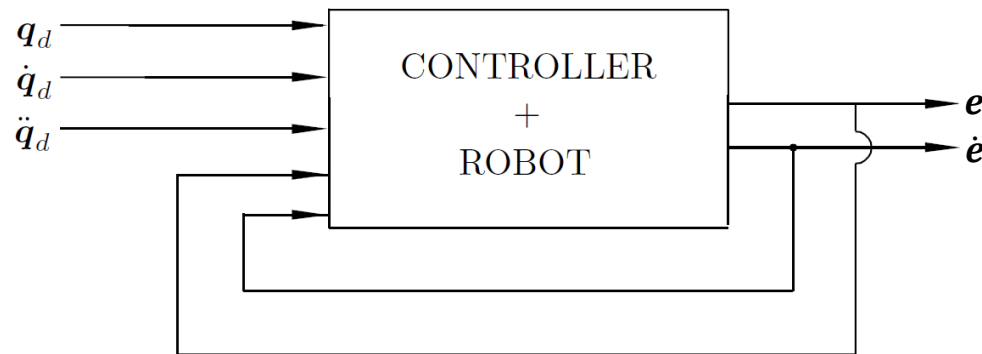 q_d
q̇_d
q̈_d
CONTROLLER
+
ROBOT
e
ė